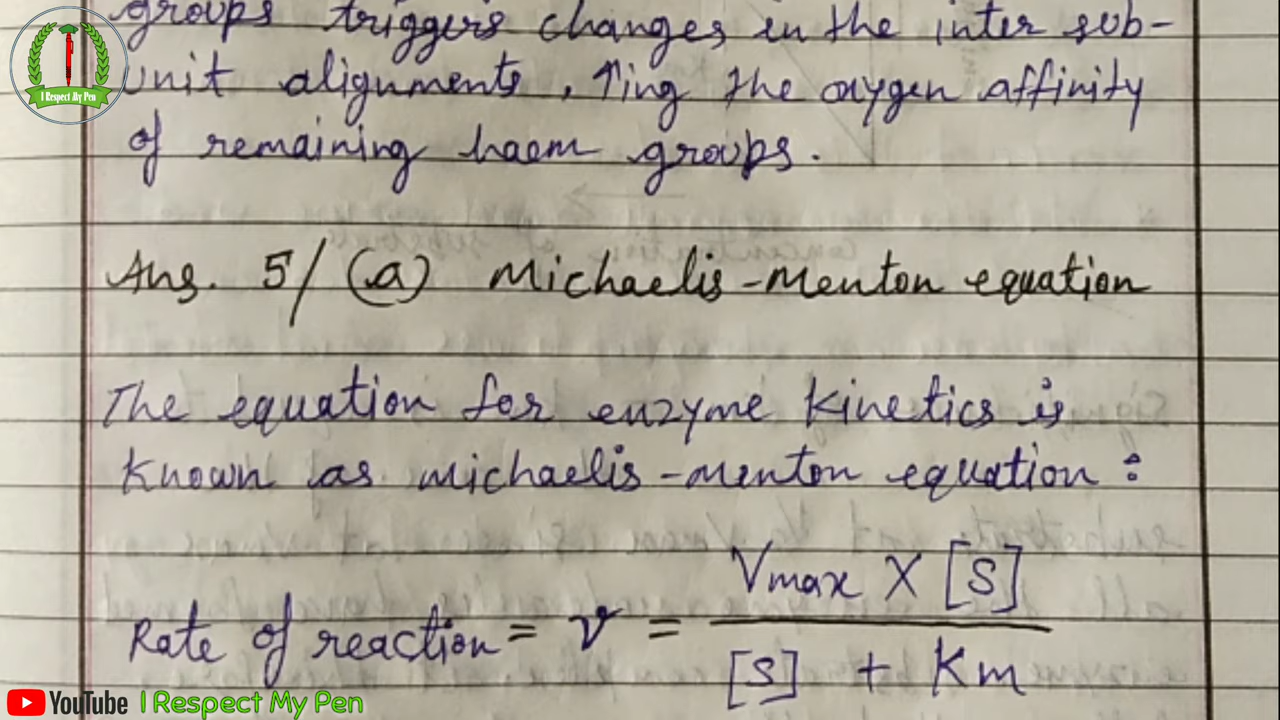 groups triggers changes in the inter sub-
unit alignments, ↑ing the oxygen affinity
of remaining haem groups.
Ans. 5/ (a) Michaelis-Menton equation
The equation for enzyme kinetics is
known as michaelis-menton equation :
Rate of reaction = v = Vmax X [S]
[S] + Km
I Respect My Pen
YouTube I Respect My Pen